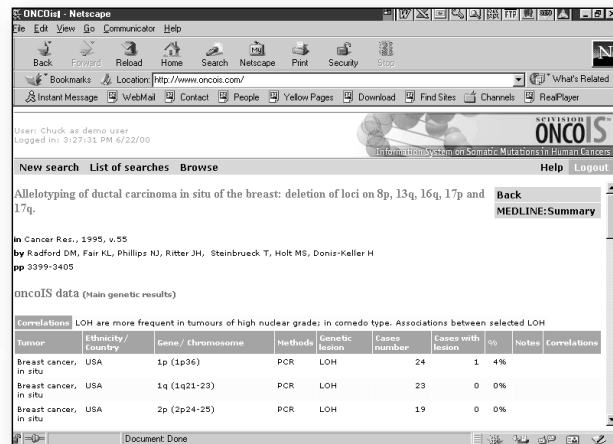 ONCOist - Netscape
File Edit View Go Communicator Help
Back Forward Reload Home Search Netscape Print Security Stop
Bookmarks Location: http://www.oncois.com/ What's Related
Instant Message WebMail Contact People Yellow Pages Download Find Sites Channels RealPlayer
User: Chuck as demo user
Logged in: 3:27:31 PM 6/22/00
SCIVISION
ONCOIS
Information System on Somatic Mutations in Human Cancers
New search List of searches Browse Help Logout
Allelotyping of ductal carcinoma in situ of the breast: deletion of loci on 8p, 13q, 16q, 17p and
17q.
Back
MEDLINE:Summary
in Cancer Res., 1995, v.55
by Radford DM, Fair KL, Phillips NJ, Ritter JH, Steinbrueck T, Holt MS, Donis-Keller H
pp 3399-3405
oncoIS data (Main genetic results)
Correlations LOH are more frequent in tumours of high nuclear grade; in comedo type. Associations between selected LOH
Tumor Ethnicity/ Country Gene/ Chromosome Methods Genetic lesion Cases number Cases with lesion % Notes Correlations
Breast cancer, in situ USA 1p (1p36) PCR LOH 24 1 4%
Breast cancer, in situ USA 1q (1q21-23) PCR LOH 23 0 0%
Breast cancer, in situ USA 2p (2p24-25) PCR LOH 19 0 0%
Document: Done